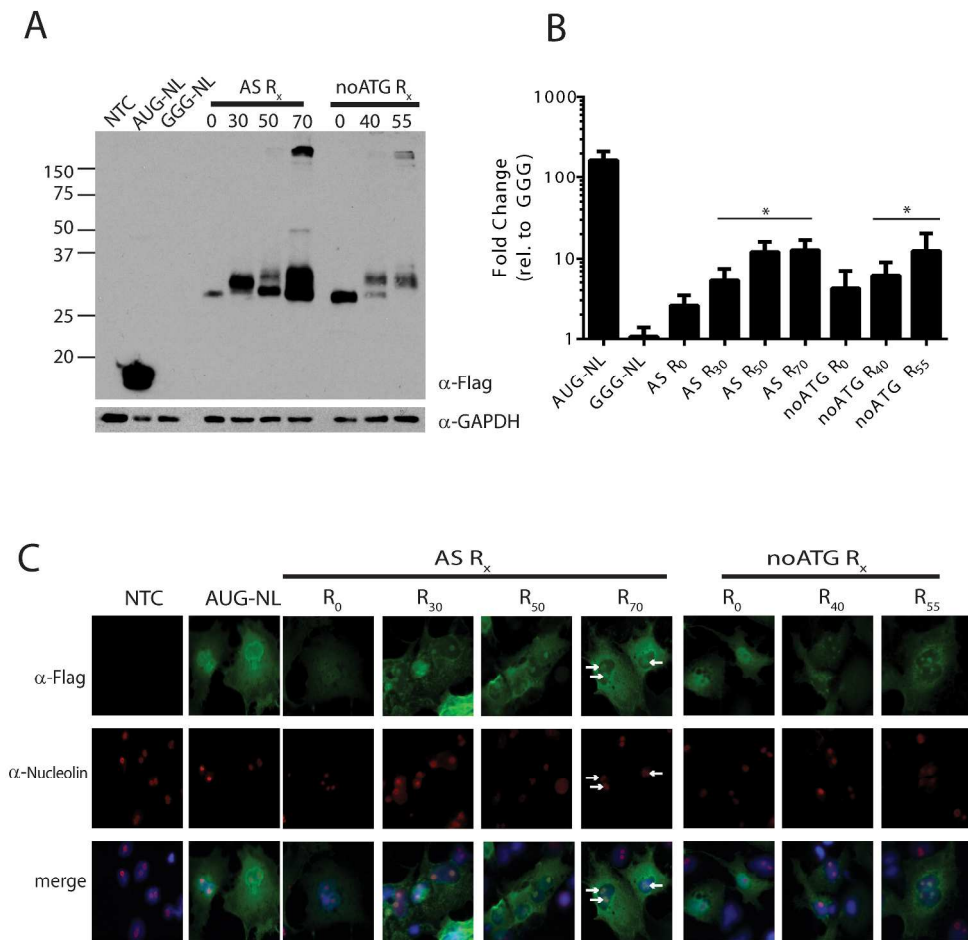 A
NTC AUG-NL GGG-NL AS Rx noATG Rx
0 30 50 70 0 40 55
150
75
50
37
25
20
α-Flag
α-GAPDH
B
Fold Change
(rel. to GGG)
1000
100
10
1
* *
AUG-NL GGG-NL AS R0 AS R30 AS R50 AS R70 noATG R0 noATG R40 noATG R55
C
AS Rx noATG Rx
NTC AUG-NL R0 R30 R50 R70 R0 R40 R55
α-Flag
α-Nucleolin
merge